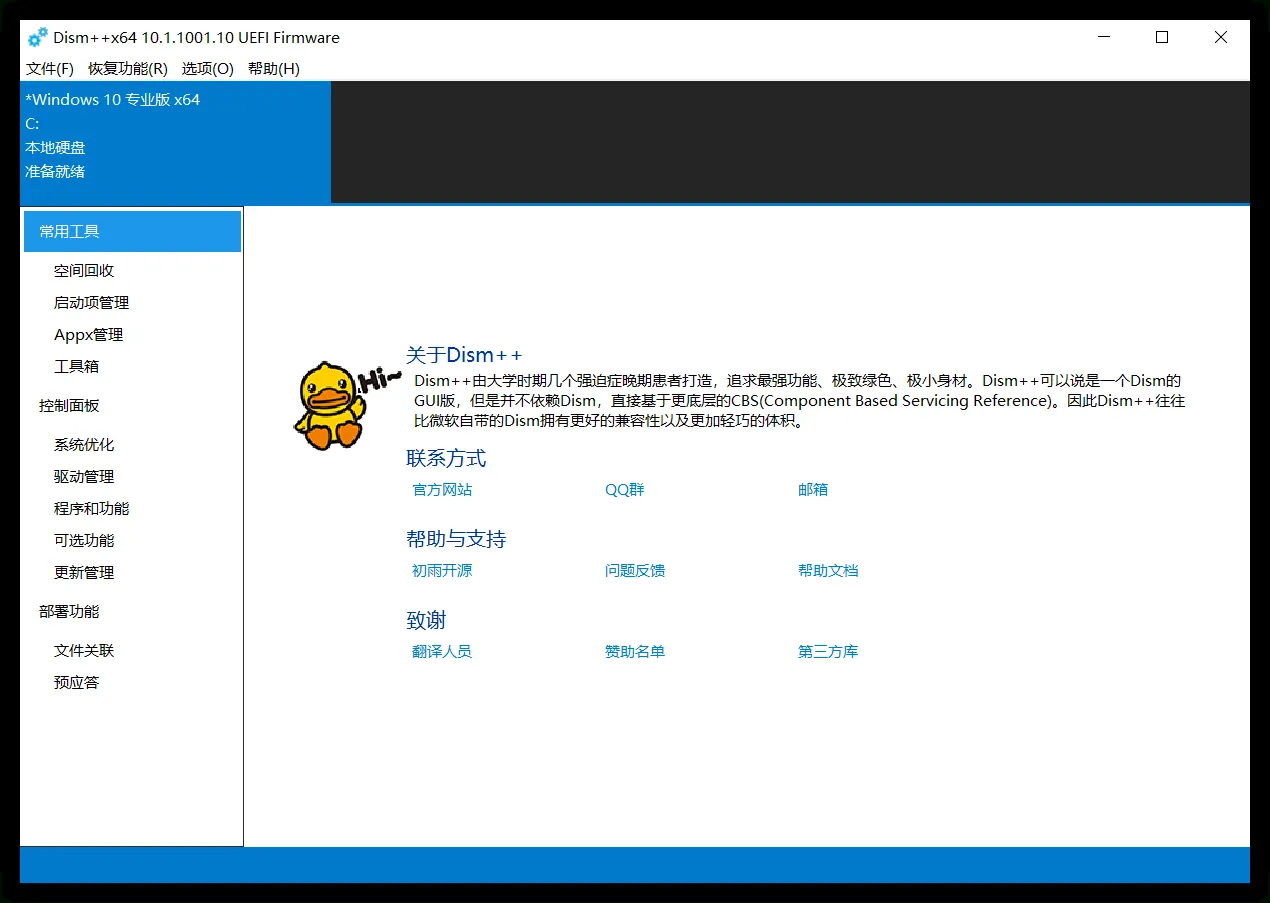 Dism++x64 10.1.1001.10 UEFI Firmware
文件(F) 恢复功能(R) 选项(O) 帮助(H)
*Windows 10 专业版 x64
C:
本地硬盘
准备就绪
常用工具
空间回收
启动项管理
Appx管理
工具箱
控制面板
系统优化
驱动管理
程序和功能
可选功能
更新管理
部署功能
文件关联
预应答
Hi~
关于Dism++
Dism++由大学时期几个强迫症晚期患者打造，追求最强功能、极致绿色、极小身材。Dism++可以说是一个Dism的
GUI版，但是并不依赖Dism，直接基于更底层的CBS(Component Based Servicing Reference)。因此Dism++往往
比微软自带的Dism拥有更好的兼容性以及更加轻巧的体积。
联系方式
官方网站 QQ群 邮箱
帮助与支持
初雨开源 问题反馈 帮助文档
致谢
翻译人员 赞助名单 第三方库